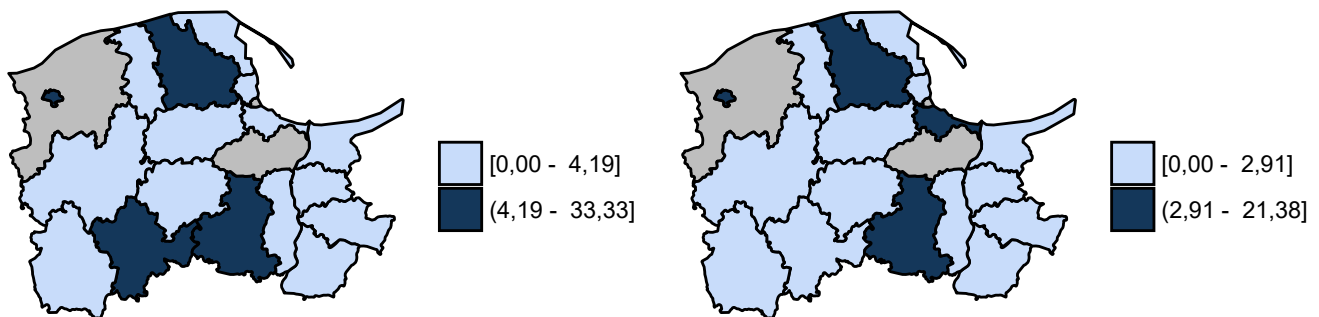 [0,00 -  4,19]
(4,19 -  33,33]
[0,00 -  2,91]
(2,91 -  21,38]